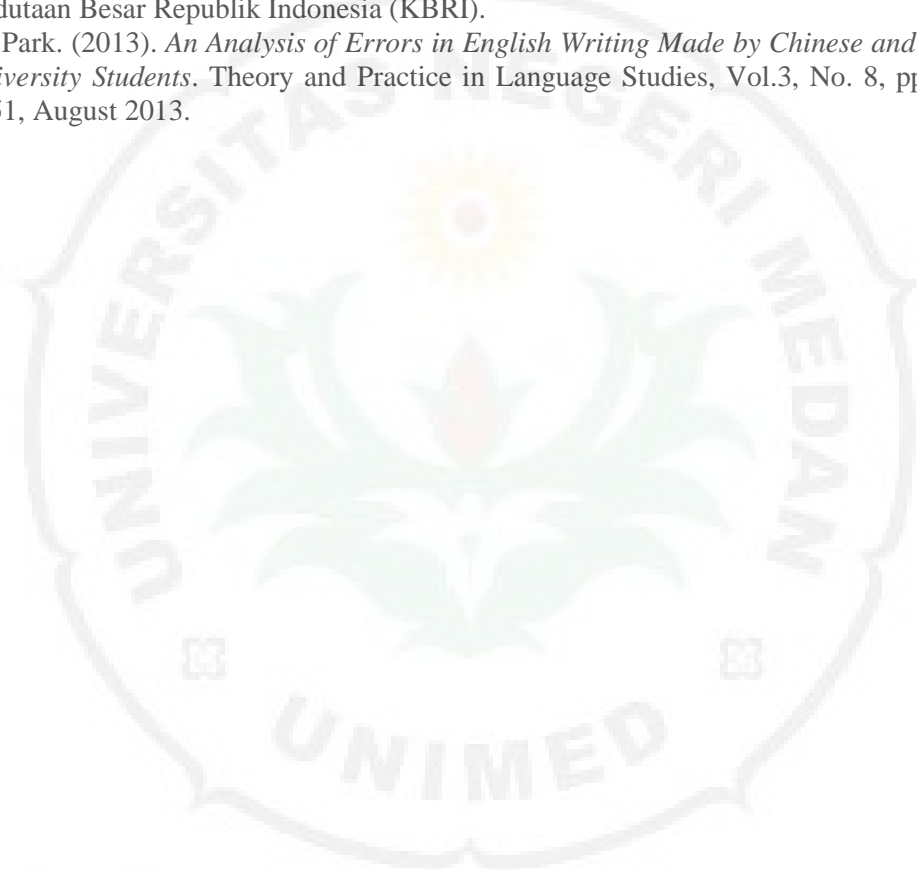 dutaan Besar Republik Indonesia (KBRI).
Park. (2013). An Analysis of Errors in English Writing Made by Chinese and
iversity Students. Theory and Practice in Language Studies, Vol.3, No. 8, pp
51, August 2013.
UNIVERSITAS NEGERI MEDAN
UNIMED